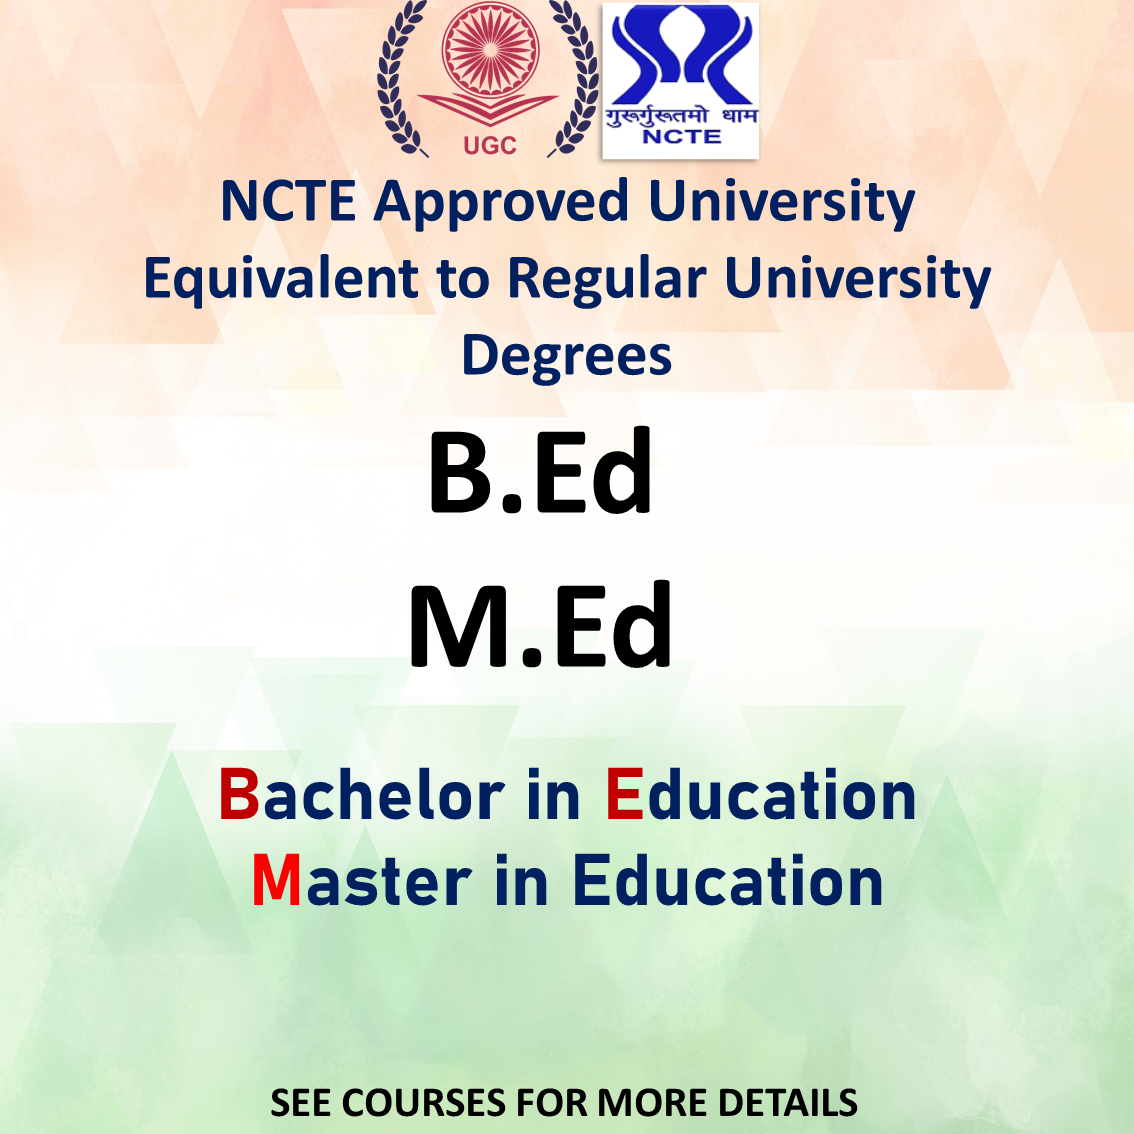 UGC
गुरूर्गुरूतमो धाम
NCTE
NCTE Approved University
Equivalent to Regular University
Degrees
B.Ed
M.Ed
Bachelor in Education
Master in Education
SEE COURSES FOR MORE DETAILS